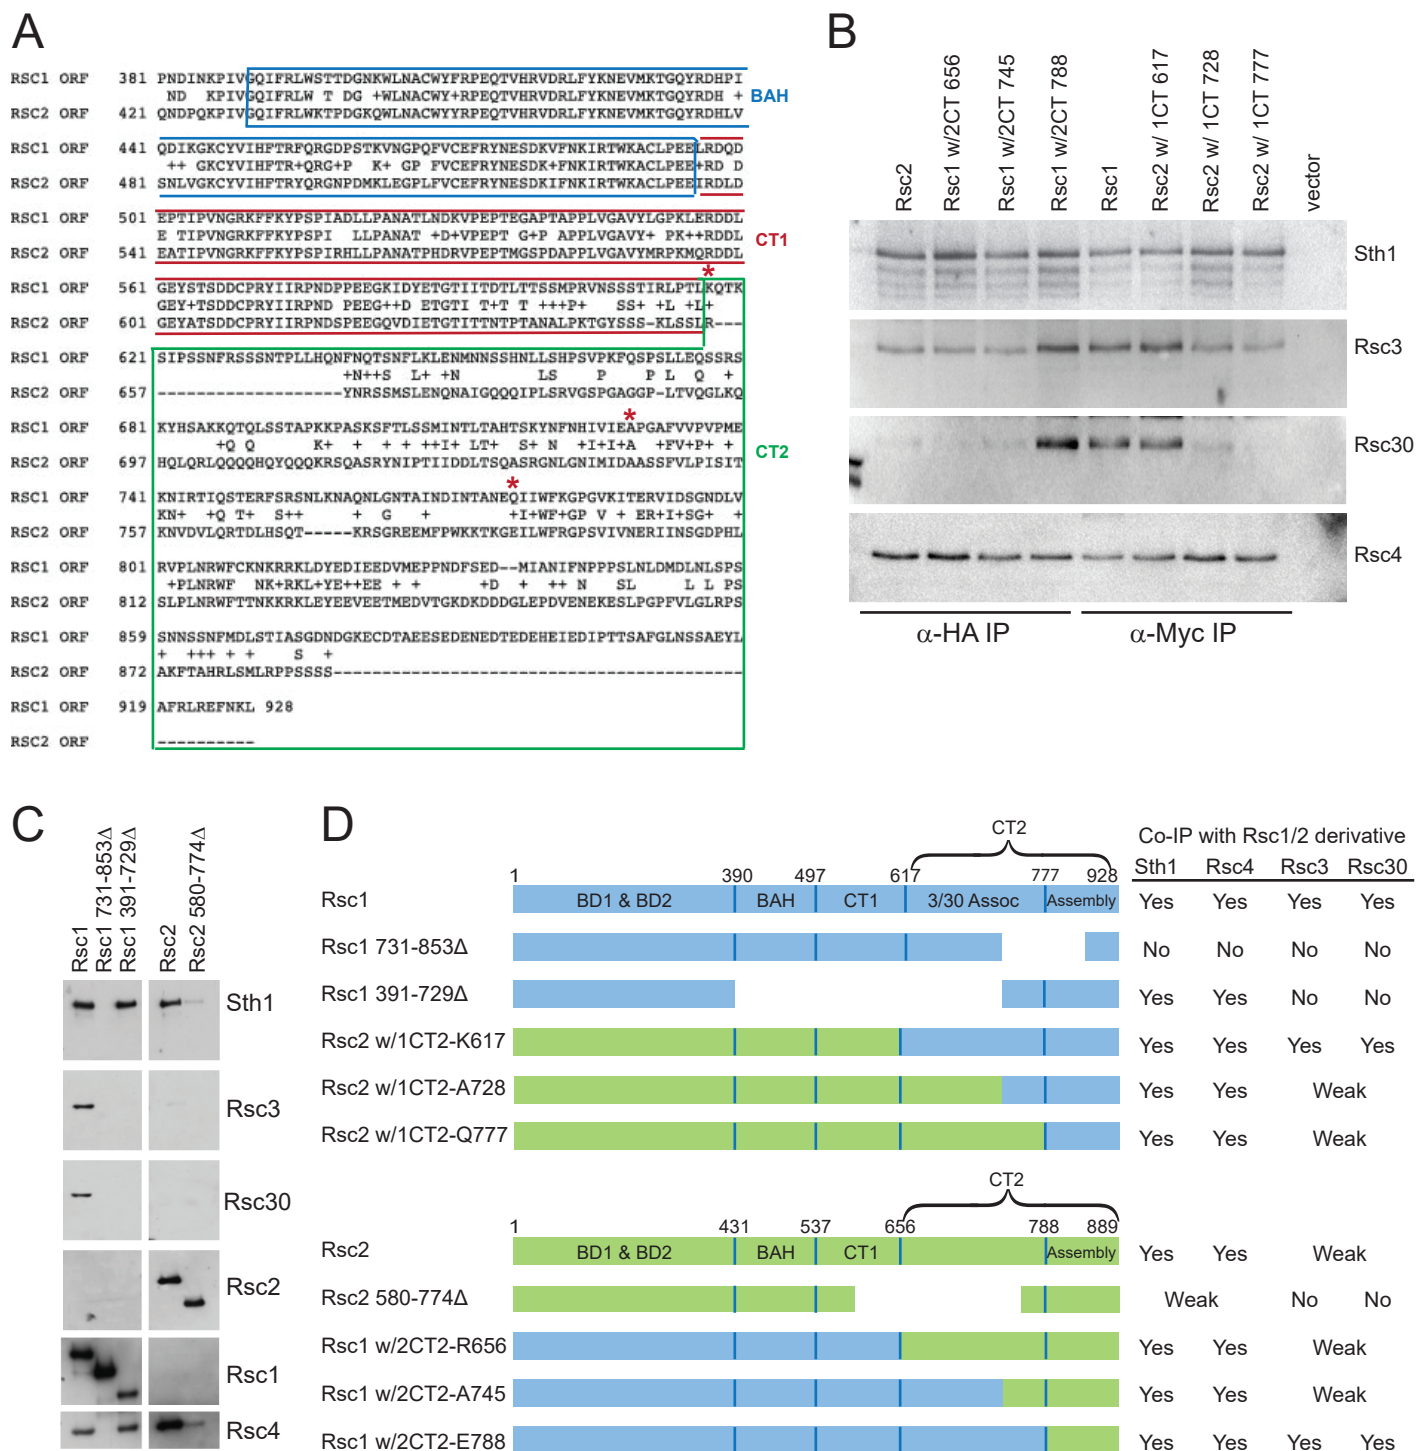 A
RSC1 ORF 381 PNDINKPIVGQIFRLWSTTDGNKWLNACWYFRPEQTVHRVDRLFYKNEVMKTGQYRDHPI
ND KPIVGQIFRLW T DG +WLNACWY+RPEQTVHRVDRLFYKNEVMKTGQYRDH +
RSC2 ORF 421 QNDPQKPIVGQIFRLWKTPDGKQWLNACWYYRPEQTVHRVDRLFYKNEVMKTGQYRDHLV
BAH
RSC1 ORF 441 QDIKGKCYVIHFTRFQRGDPSTKVNGPQFVCEFRYNESDKVFNKIRTWKACLPEELRDQD
++ GKCYVIHFTR+QRG+P K+ GP FVCEFRYNESDK+FNKIRTWKACLPEE+RD D
RSC2 ORF 481 SNLVGKCYVIHFTRYQRGNPDMKLEGPLFVCEFRYNESDKIFNKIRTWKACLPEEIRDLD
RSC1 ORF 501 EPTIPVNGRKFFKYPSPIADLLPANATLNDKVPEPTEGAPTAPPLVGAVYLGPKLERDDL
E TIPVNGRKFFKYPSPI LLPANAT +D+VPEPT G+P APPLVGAVY+ PK++RDDL
RSC2 ORF 541 EATIPVNGRKFFKYPSPIRHLLPANATPHDRVPEPTMGSPDAPPLVGAVYMRPKMQRDDL
CT1
*
RSC1 ORF 561 GEYSTSDDCPRYIIRPNDPPEEGKIDYETGTIITDTLTTSSMPRVNSSSTIRLPTLKQTK
GEY+TSDDCPRYIIRPND PEEG++D ETGTI T+T T +++P+ SS+ +L +L+
RSC2 ORF 601 GEYATSDDCPRYIIRPNDSPEEGQVDIETGTITTNTPTANALPKTGYSSS-KLSSLR---
RSC1 ORF 621 SIPSSNFRSSSNTPLLHQNFNQTSNFLKLENMNNSSHNLLSHPSVPKFQSPSLLEQSSRS
+N++S L+ +N LS P P L Q +
RSC2 ORF 657 -------------------YNRSSMSLENQNAIGQQQIPLSRVGSPGAGGP-LTVQGLKQ
*
RSC1 ORF 681 KYHSAKKQTQLSSTAPKKPASKSFTLSSMINTLTAHTSKYNFNHIVIEAPGAFVVPVPME
+Q Q K+ + + ++I+ LT+ S+ N +I+A +FV+P+ +
RSC2 ORF 697 HQLQRLQQQQHQYQQQKRSQASRYNIPTIIDDLTSQASRGNLGNIMIDAAASSFVLPISIT
CT2
*
RSC1 ORF 741 KNIRTIQSTERFSRSNLKNAQNLGNTAINDINTANEQIIWFKGPGVKITERVIDSGNDLV
KN+ +Q T+ S++ + G +I+WF+GP V + ER+I+SG+ +
RSC2 ORF 757 KNVDVLQRTDLHSQT-----KRSGREEMFPWKKTKGEILWFRGPSVIVNERIINSGDPHL
RSC1 ORF 801 RVPLNRWFCKNKRRKLDYEDIEEDVMEPPNDFSED--MIANIFNPPPSLNLDMDLNLSPS
+PLNRWF NK+RKL+YE++EE + + +D + ++ N SL L L PS
RSC2 ORF 812 SLPLNRWFTTNKKRKLEYEEVEETMEDVTGKDKDDDGLEPDVENEKESLPGPFVLGLRPS
RSC1 ORF 859 SNNSSNFMDLSTIASGDNDGKECDTAEESEDENEDTEDEHEIEDIPTTSAFGLNSSAEYL
+ +++ + + S +
RSC2 ORF 872 AKFTAHRLSMLRPPSSSS------------------------------------------
RSC1 ORF 919 AFRLREFNKL 928
RSC2 ORF ----------
B
Rsc2
Rsc1 w/2CT 656
Rsc1 w/2CT 745
Rsc1 w/2CT 788
Rsc1
Rsc2 w/ 1CT 617
Rsc2 w/ 1CT 728
Rsc2 w/ 1CT 777
vector
Sth1
Rsc3
Rsc30
Rsc4
α-HA IP α-Myc IP
C
Rsc1
Rsc1 731-853Δ
Rsc1 391-729Δ
Rsc2
Rsc2 580-774Δ
Sth1
Rsc3
Rsc30
Rsc2
Rsc1
Rsc4
D
CT2
Co-IP with Rsc1/2 derivative
1 390 497 617 777 928
Sth1 Rsc4 Rsc3 Rsc30
Rsc1 BD1 & BD2 BAH CT1 3/30 Assoc Assembly Yes Yes Yes Yes
Rsc1 731-853Δ No No No No
Rsc1 391-729Δ Yes Yes No No
Rsc2 w/1CT2-K617 Yes Yes Yes Yes
Rsc2 w/1CT2-A728 Yes Yes Weak
Rsc2 w/1CT2-Q777 Yes Yes Weak
CT2
1 431 537 656 788 889
Rsc2 BD1 & BD2 BAH CT1 Assembly Yes Yes Weak
Rsc2 580-774Δ Weak No No
Rsc1 w/2CT2-R656 Yes Yes Weak
Rsc1 w/2CT2-A745 Yes Yes Weak
Rsc1 w/2CT2-E788 Yes Yes Yes Yes